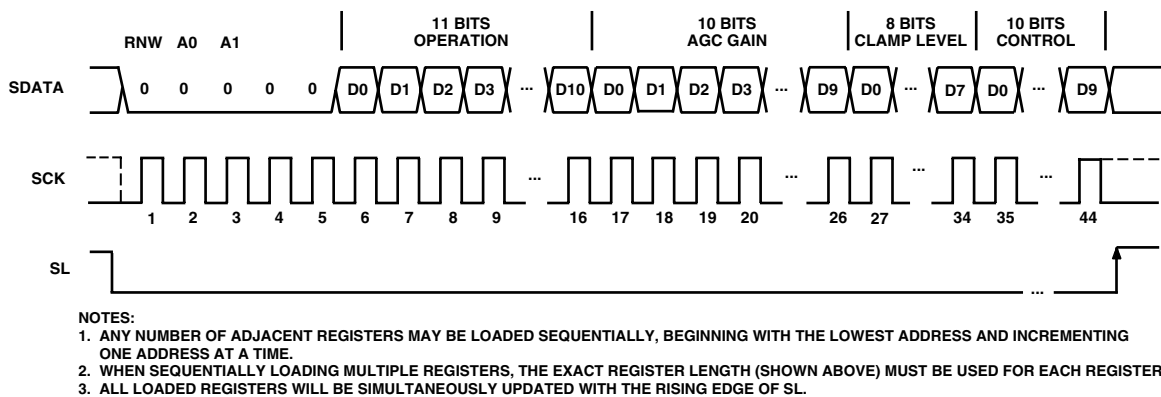 11 BITS 10 BITS 8 BITS 10 BITS
RNW A0 A1 OPERATION AGC GAIN CLAMP LEVEL CONTROL
SDATA 0 0 0 0 0 D0 D1 D2 D3 ... D10 D0 D1 D2 D3 ... D9 D0 ... D7 D0 ... D9
SCK ... ... ... ...
1 2 3 4 5 6 7 8 9 16 17 18 19 20 26 27 34 35 44
SL ...
NOTES:
1. ANY NUMBER OF ADJACENT REGISTERS MAY BE LOADED SEQUENTIALLY, BEGINNING WITH THE LOWEST ADDRESS AND INCREMENTING
ONE ADDRESS AT A TIME.
2. WHEN SEQUENTIALLY LOADING MULTIPLE REGISTERS, THE EXACT REGISTER LENGTH (SHOWN ABOVE) MUST BE USED FOR EACH REGISTER
3. ALL LOADED REGISTERS WILL BE SIMULTANEOUSLY UPDATED WITH THE RISING EDGE OF SL.